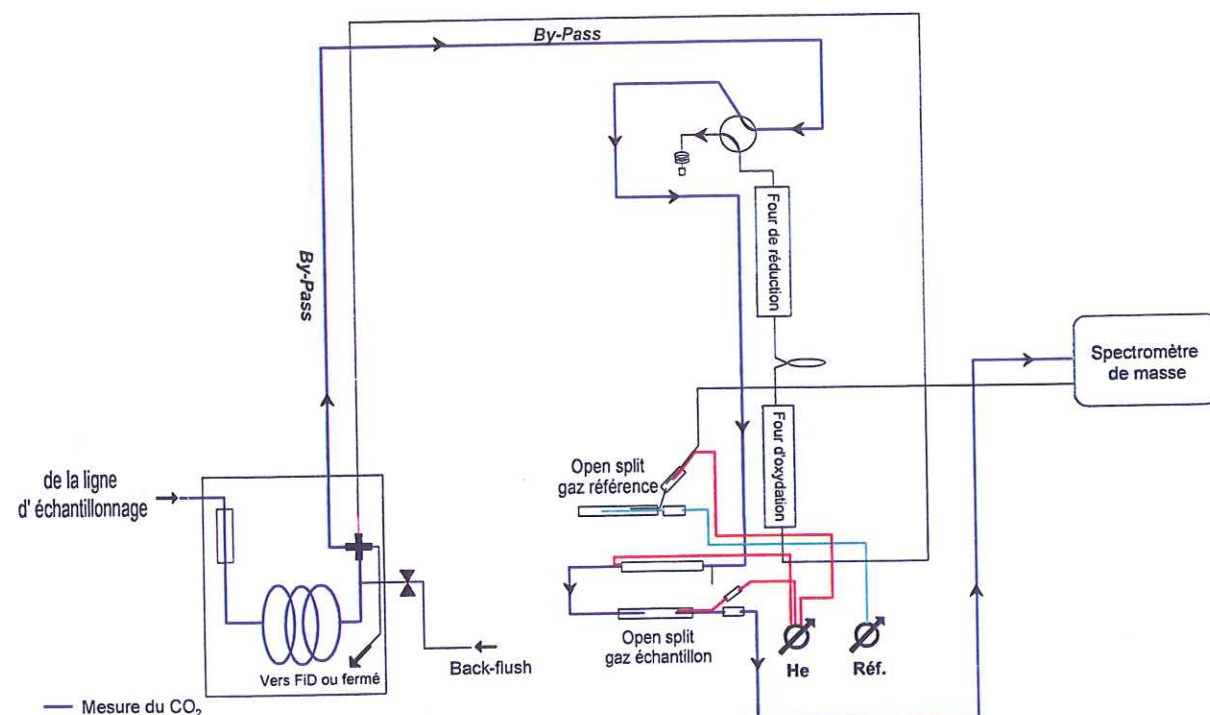 By-Pass
By-Pass
Four de réduction
Spectromètre
de masse
Four d'oxydation
Open split
gaz référence
de la ligne
d' échantillonnage
Open split
gaz échantillon
He
Réf.
Back-flush
Vers FiD ou fermé
Mesure du CO₂